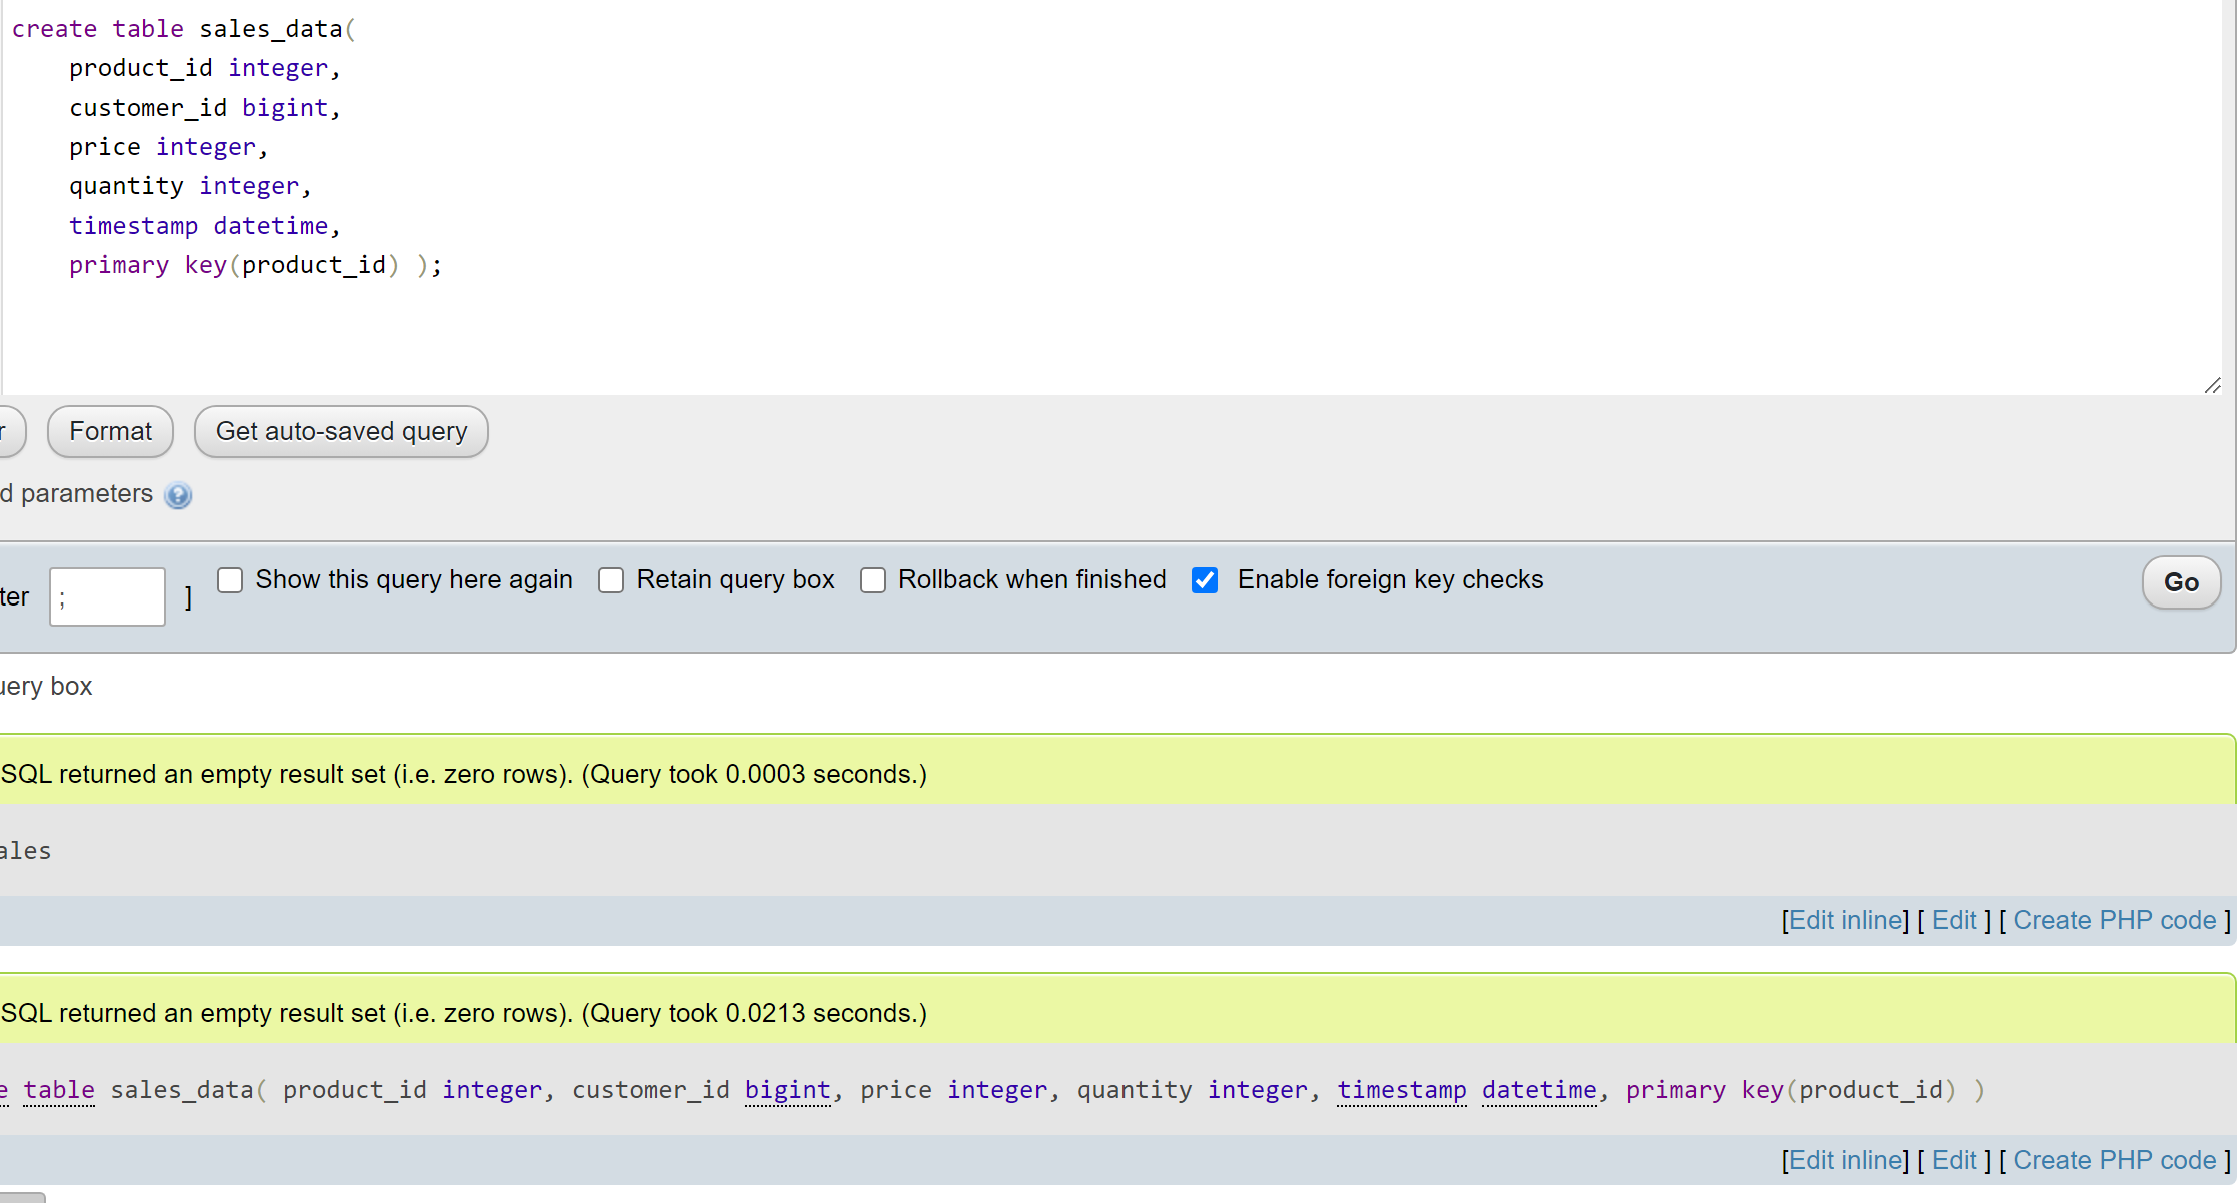 create table sales_data(
product_id integer,
customer_id bigint,
price integer,
quantity integer,
timestamp datetime,
primary key(product_id) );
r Format Get auto-saved query
d parameters ?
ter ; ] Show this query here again Retain query box Rollback when finished Enable foreign key checks Go
uery box
SQL returned an empty result set (i.e. zero rows). (Query took 0.0003 seconds.)
ales
[Edit inline] [ Edit ] [ Create PHP code ]
SQL returned an empty result set (i.e. zero rows). (Query took 0.0213 seconds.)
e table sales_data( product_id integer, customer_id bigint, price integer, quantity integer, timestamp datetime, primary key(product_id) )
[Edit inline] [ Edit ] [ Create PHP code ]